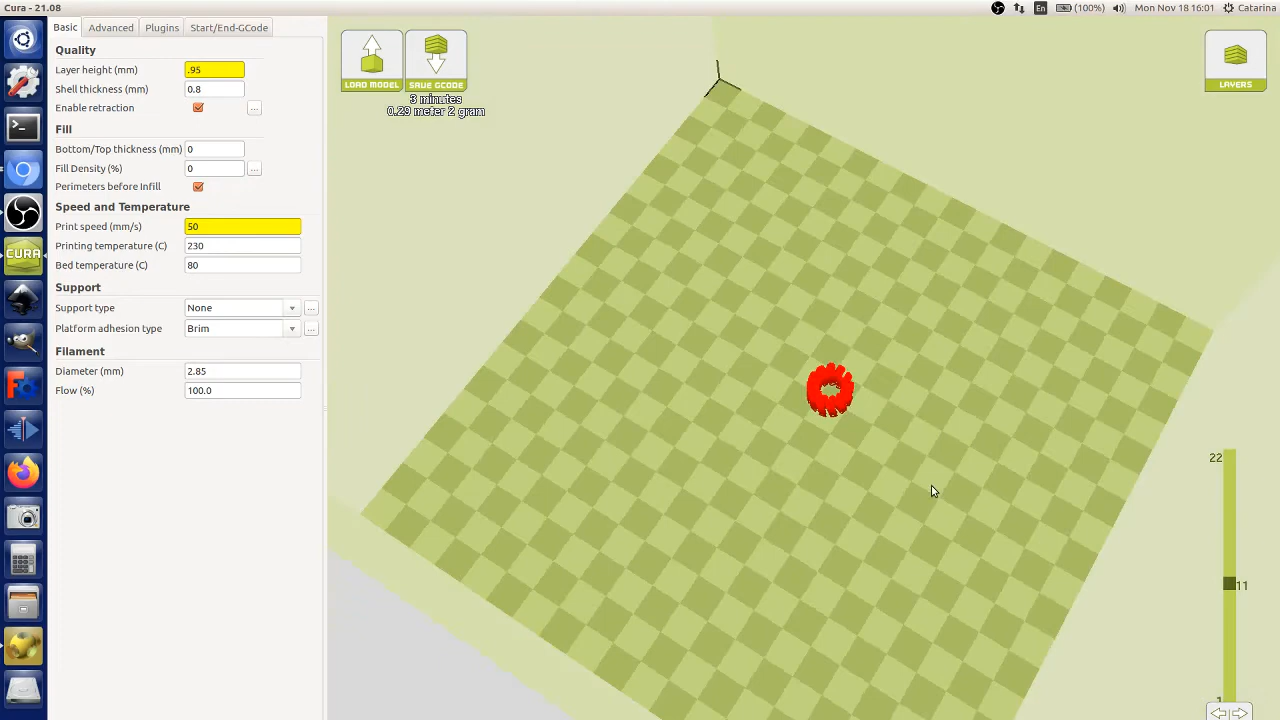 Cura - 21.08
En
(100%)
Mon Nov 18 16:01
Catarina
Basic
Advanced
Plugins
Start/End-GCode
Quality
Layer height (mm)
.95
Shell thickness (mm)
0.8
Enable retraction
...
Fill
Bottom/Top thickness (mm)
0
Fill Density (%)
0
...
Perimeters before Infill
Speed and Temperature
Print speed (mm/s)
50
Printing temperature (C)
230
Bed temperature (C)
80
Support
Support type
None
...
Platform adhesion type
Brim
...
Filament
Diameter (mm)
2.85
Flow (%)
100.0
LOAD MODEL
SAVE GCODE
3 minutes
0.29 meter 2 gram
LAYERS
22
11
1
CURA